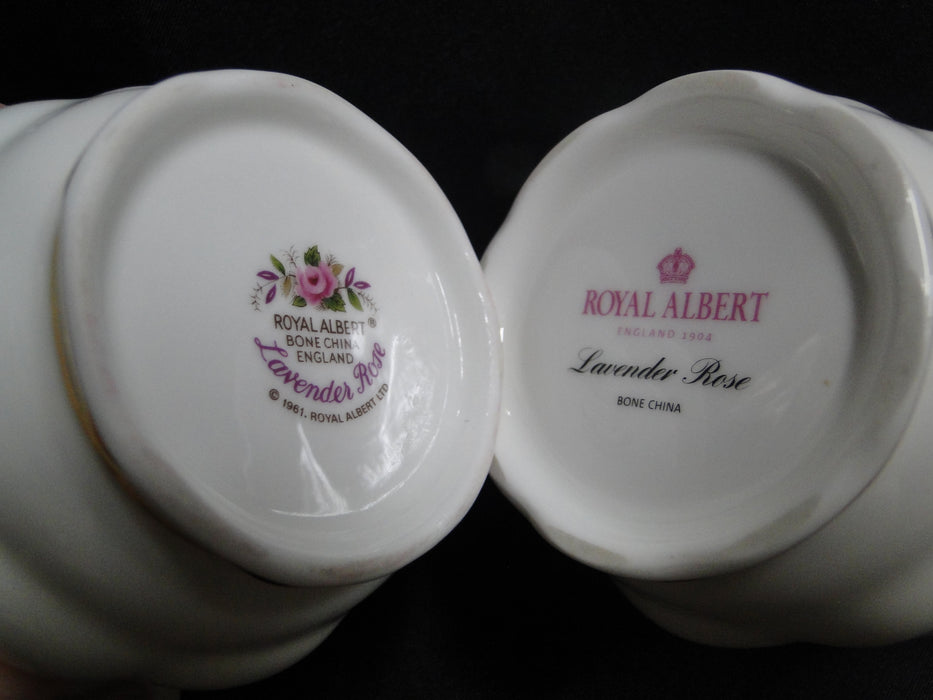 ROYAL ALBERT®
BONE CHINA
ENGLAND
Lavender Rose
© 1961. ROYAL ALBERT LTD
ROYAL ALBERT
ENGLAND 1904
Lavender Rose
BONE CHINA